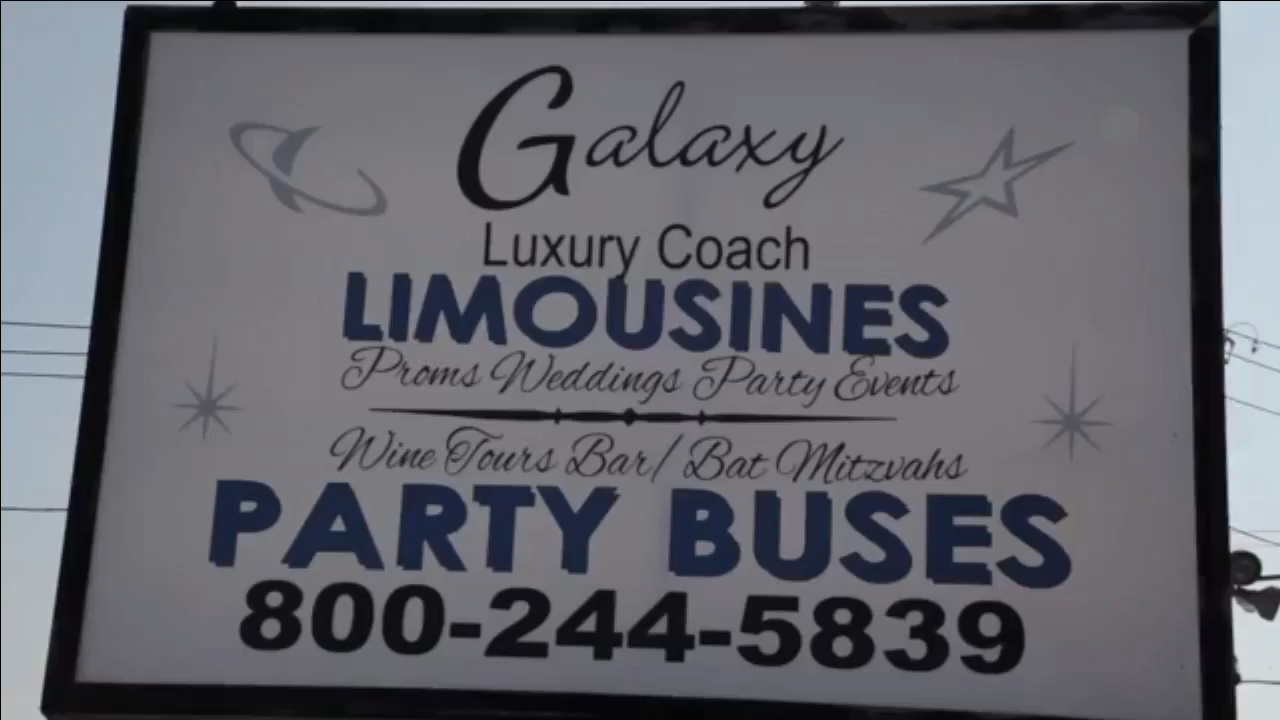 Galaxy
Luxury Coach
LIMOUSINES
Proms Weddings Party Events
Wine Tours Bar/ Bat Mitzvahs
PARTY BUSES
800-244-5839